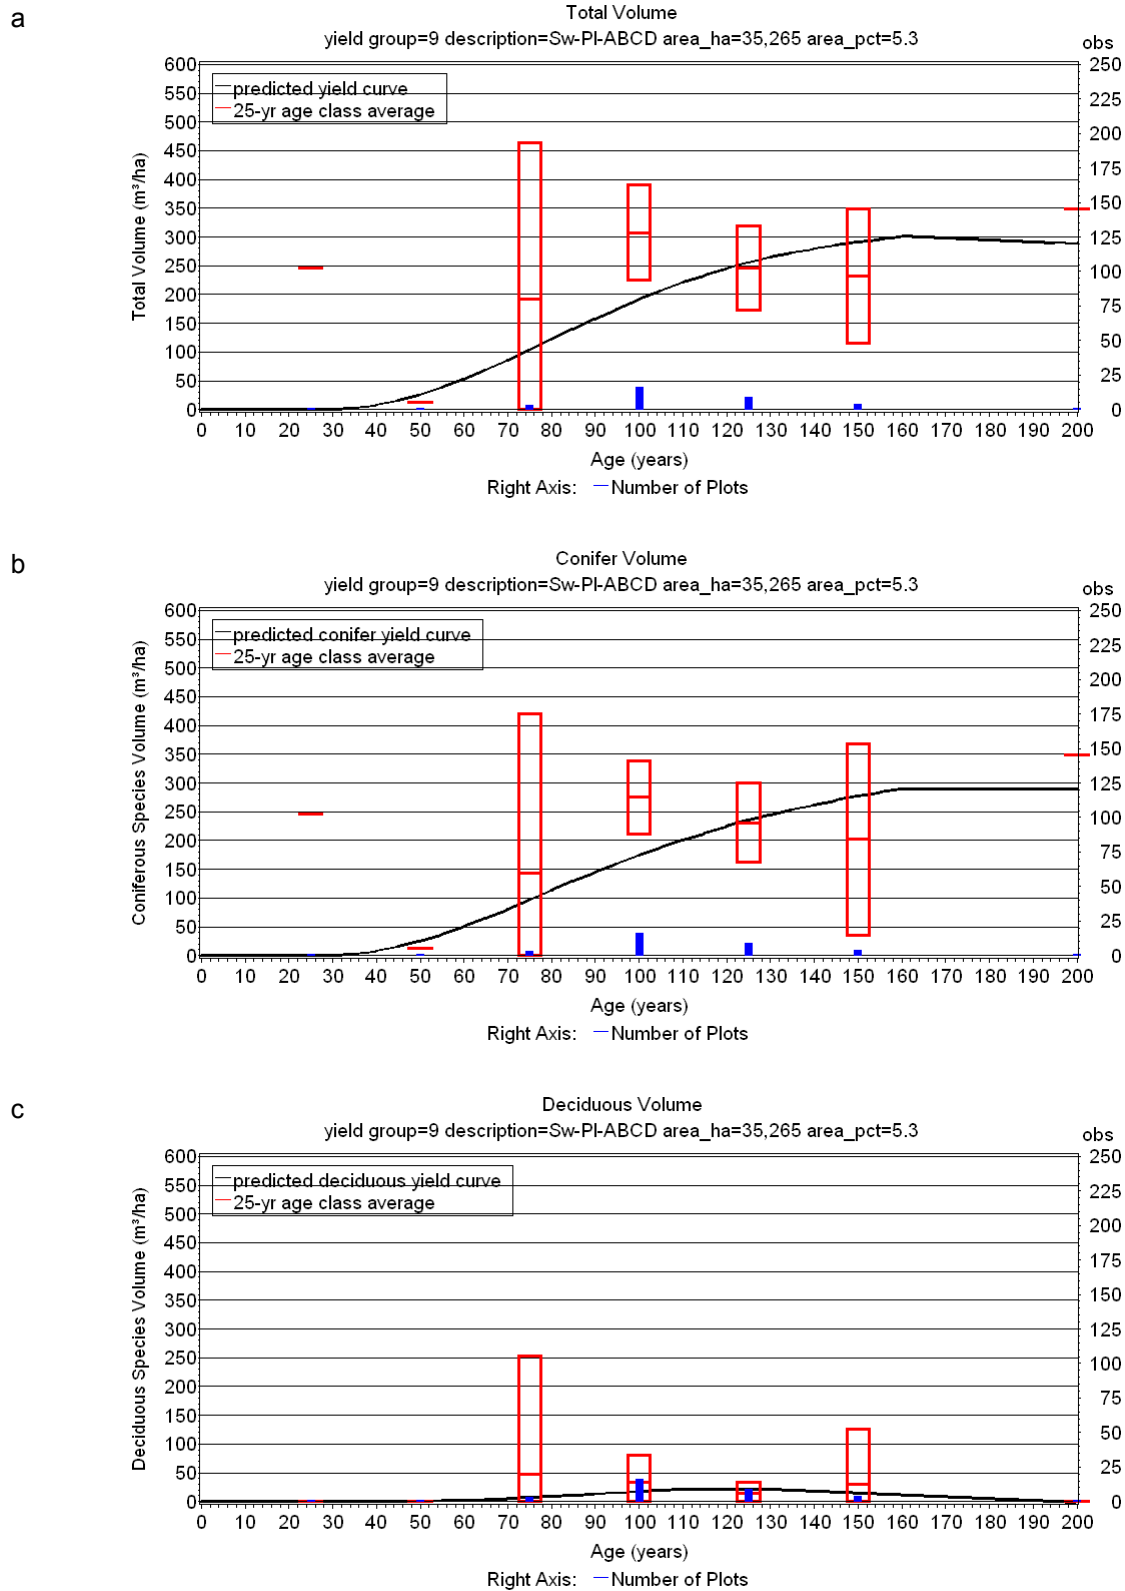 a
Total Volume
yield group=9 description=Sw-Pl-ABCD area_ha=35,265 area_pct=5.3
obs
600
550
500
450
400
350
300
250
200
150
100
50
0
Total Volume (m³/ha)
predicted yield curve
25-yr age class average
250
225
200
175
150
125
100
75
50
25
0
0 10 20 30 40 50 60 70 80 90 100 110 120 130 140 150 160 170 180 190 200
Age (years)
Right Axis: Number of Plots
b
Conifer Volume
yield group=9 description=Sw-Pl-ABCD area_ha=35,265 area_pct=5.3
obs
600
550
500
450
400
350
300
250
200
150
100
50
0
Coniferous Species Volume (m³/ha)
predicted conifer yield curve
25-yr age class average
250
225
200
175
150
125
100
75
50
25
0
0 10 20 30 40 50 60 70 80 90 100 110 120 130 140 150 160 170 180 190 200
Age (years)
Right Axis: Number of Plots
c
Deciduous Volume
yield group=9 description=Sw-Pl-ABCD area_ha=35,265 area_pct=5.3
obs
600
550
500
450
400
350
300
250
200
150
100
50
0
Deciduous Species Volume (m³/ha)
predicted deciduous yield curve
25-yr age class average
250
225
200
175
150
125
100
75
50
25
0
0 10 20 30 40 50 60 70 80 90 100 110 120 130 140 150 160 170 180 190 200
Age (years)
Right Axis: Number of Plots